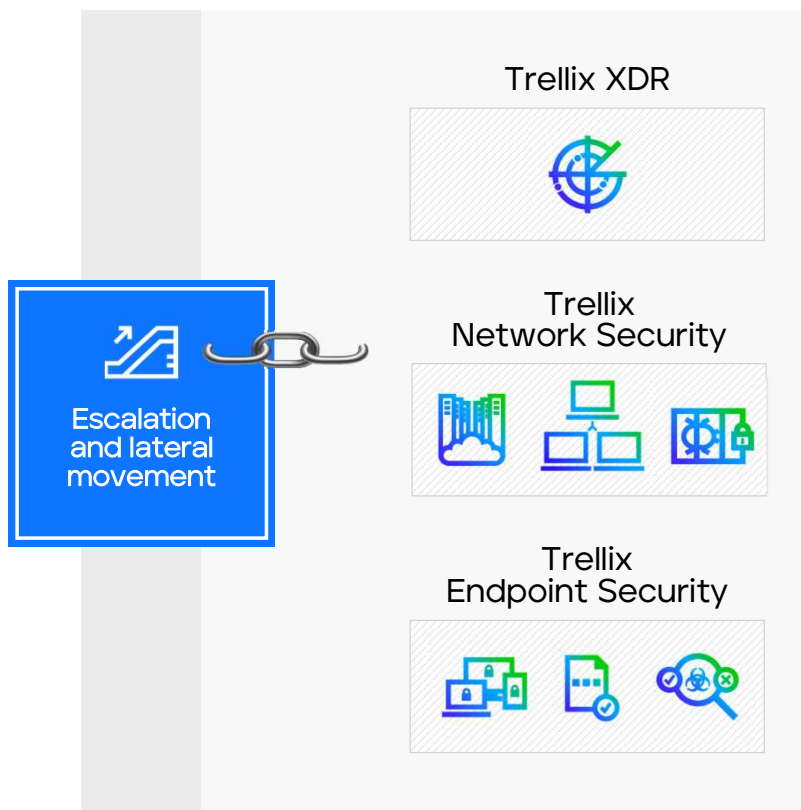 Trellix XDR
Trellix
Network Security
Escalation
and lateral
movement
Trellix
Endpoint Security